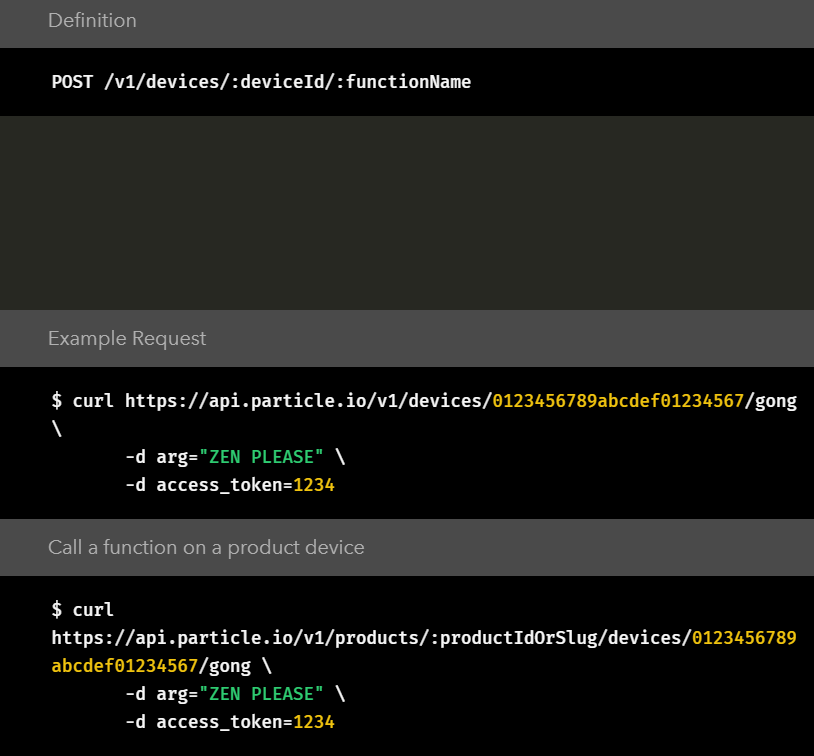 Definition
POST /v1/devices/:deviceId/:functionName
Example Request
$ curl https://api.particle.io/v1/devices/0123456789abcdef01234567/gong
\
-d arg="ZEN PLEASE" \
-d access_token=1234
Call a function on a product device
$ curl
https://api.particle.io/v1/products/:productIdOrSlug/devices/0123456789
abcdef01234567/gong \
-d arg="ZEN PLEASE" \
-d access_token=1234